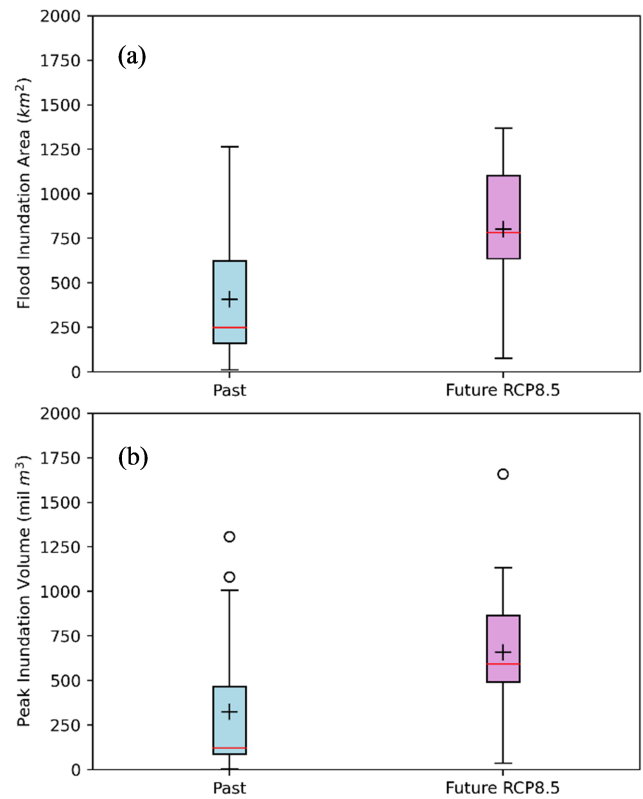 (a)
Flood Inundation Area (km²)
2000
1750
1500
1250
1000
750
500
250
0
Past
Future RCP8.5
(b)
Peak Inundation Volume (mil m³)
2000
1750
1500
1250
1000
750
500
250
0
Past
Future RCP8.5